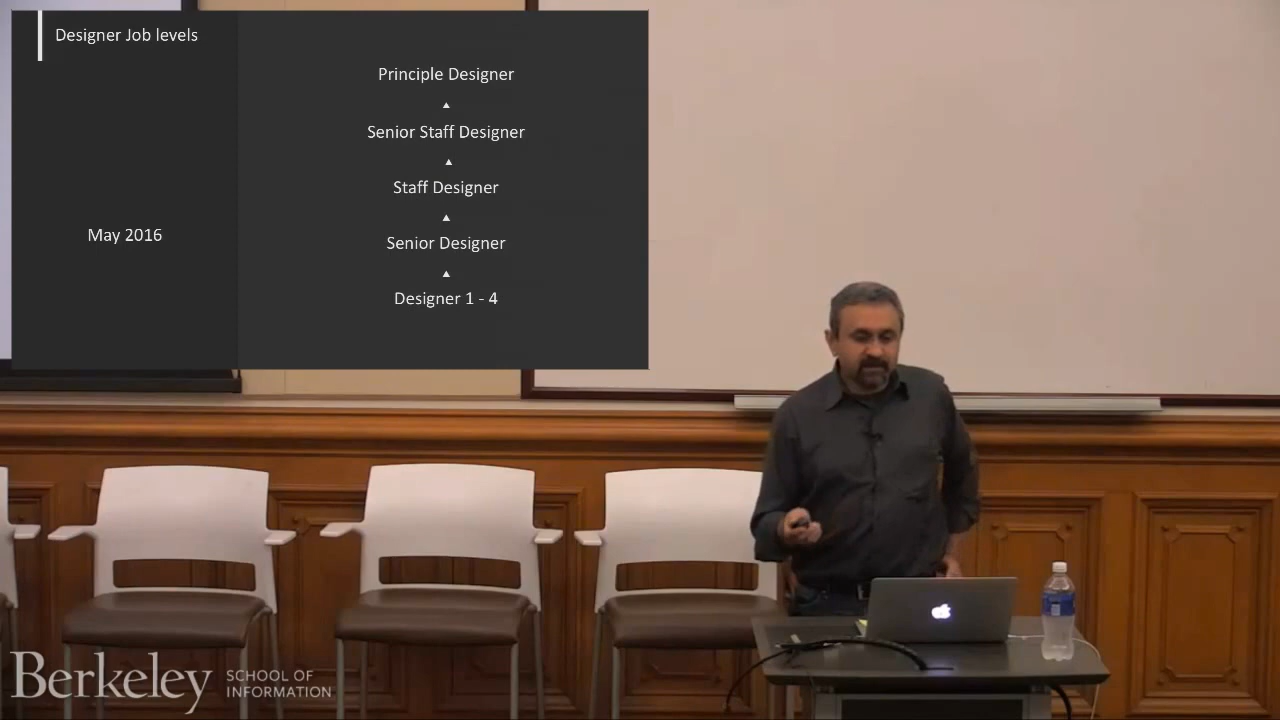 Designer Job levels
Principle Designer
▲
Senior Staff Designer
▲
Staff Designer
▲
May 2016
Senior Designer
▲
Designer 1 - 4
Berkeley
SCHOOL OF
INFORMATION